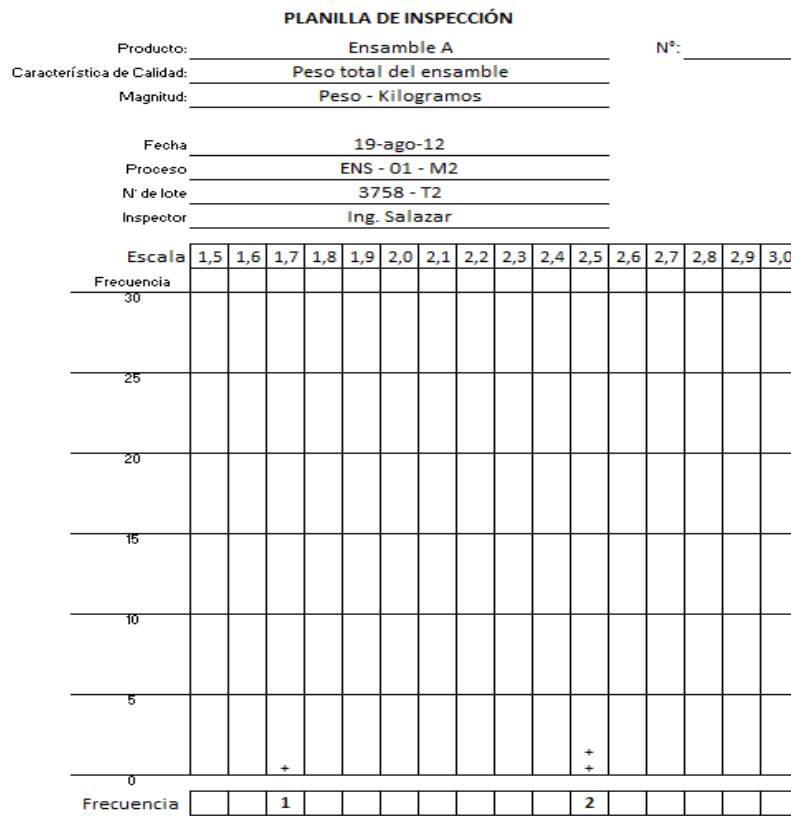 PLANILLA DE INSPECCIÓN
Producto: Ensamble A N°:
Característica de Calidad: Peso total del ensamble
Magnitud: Peso - Kilogramos
Fecha 19-ago-12
Proceso ENS - 01 - M2
N° de lote 3758 - T2
Inspector Ing. Salazar
Escala 1,5 1,6 1,7 1,8 1,9 2,0 2,1 2,2 2,3 2,4 2,5 2,6 2,7 2,8 2,9 3,0
Frecuencia
30
25
20
15
10
5
+
+ +
0
Frecuencia 1 2